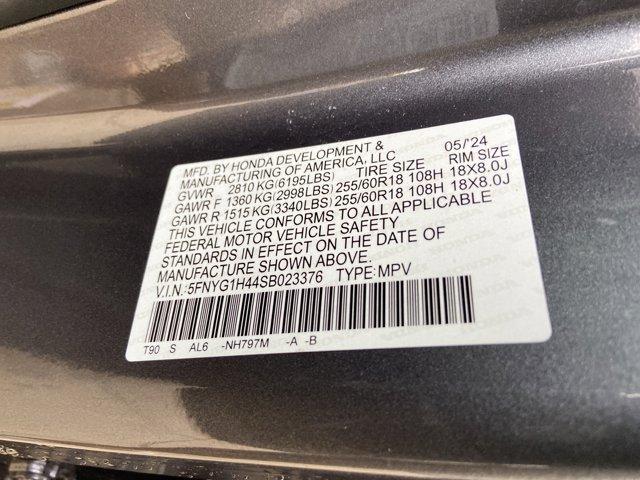 MFD. BY HONDA DEVELOPMENT & 05/'24
MANUFACTURING OF AMERICA, LLC
GVWR 2810 KG(6195LBS) TIRE SIZE RIM SIZE
GAWR F 1360 KG(2998LBS) 255/60R18 108H 18X8.0J
GAWR R 1515 KG(3340LBS) 255/60R18 108H 18X8.0J
THIS VEHICLE CONFORMS TO ALL APPLICABLE
FEDERAL MOTOR VEHICLE SAFETY
STANDARDS IN EFFECT ON THE DATE OF
MANUFACTURE SHOWN ABOVE.
V.I.N.:5FNYG1H44SB023376 TYPE:MPV
T90 S AL6 -NH797M -A -B